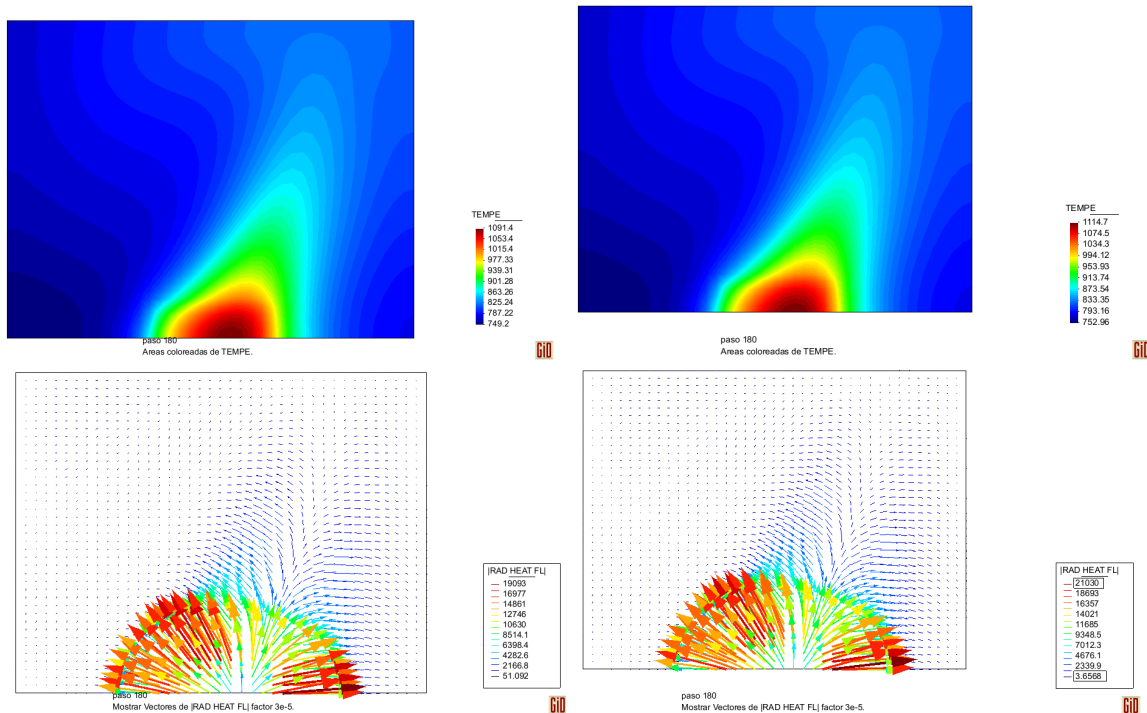 TEMPE
1091.4
1053.4
1015.4
977.33
939.31
901.28
863.26
825.24
787.22
749.2
paso 180
Areas coloreadas de TEMPE.
GiD
TEMPE
1114.7
1074.5
1034.3
994.12
953.93
913.74
873.54
833.35
793.16
752.96
paso 180
Areas coloreadas de TEMPE.
GiD
|RAD HEAT FL|
19093
16977
14861
12746
10630
8514.1
6398.4
4282.6
2166.8
51.092
paso 180
Mostrar Vectores de |RAD HEAT FL| factor 3e-5.
GiD
|RAD HEAT FL|
21030
18693
16357
14021
11685
9348.5
7012.3
4676.1
2339.9
3.6568
paso 180
Mostrar Vectores de |RAD HEAT FL| factor 3e-5.
GiD